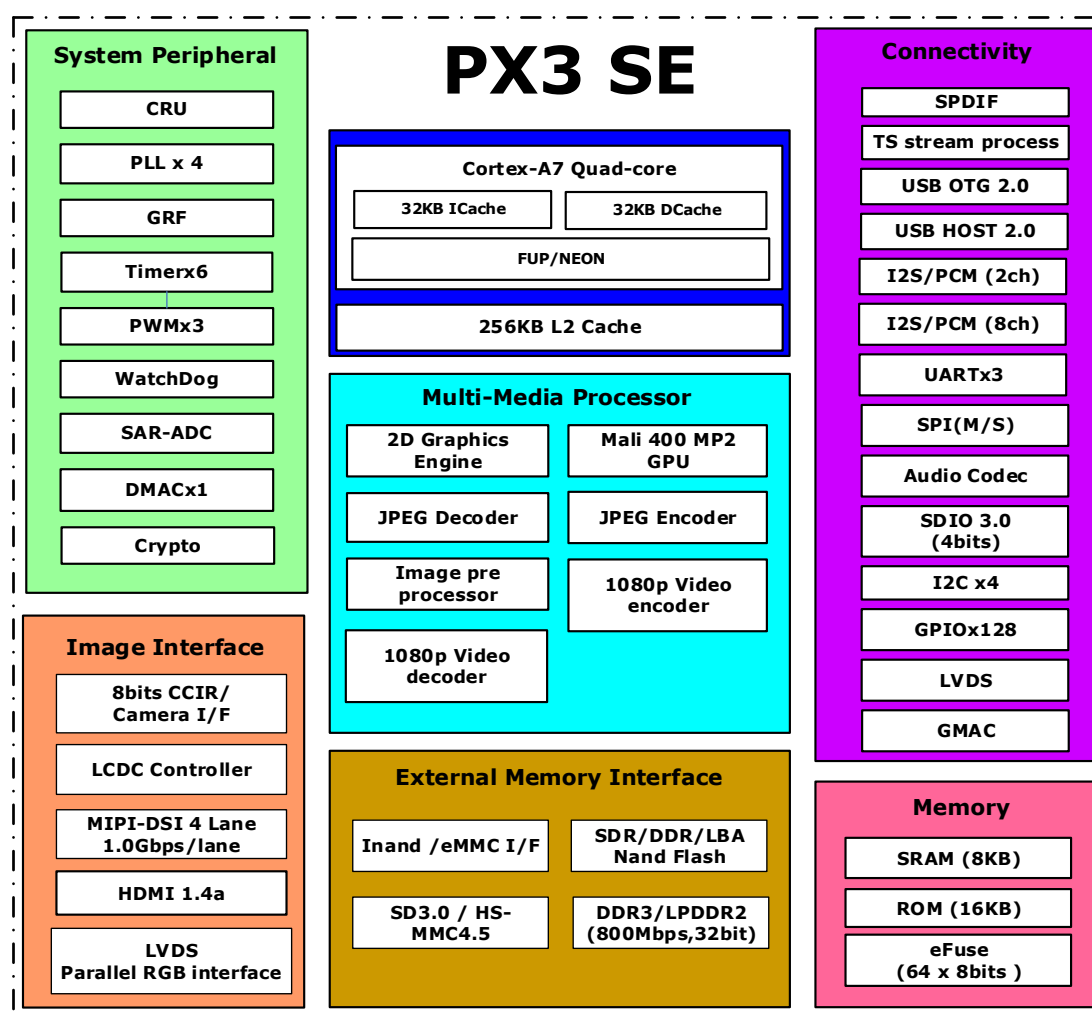 PX3 SE
System Peripheral
CRU
PLL x 4
GRF
Timerx6
PWMx3
WatchDog
SAR-ADC
DMACx1
Crypto
Image Interface
8bits CCIR/
Camera I/F
LCDC Controller
MIPI-DSI 4 Lane
1.0Gbps/lane
HDMI 1.4a
LVDS
Parallel RGB interface
Cortex-A7 Quad-core
32KB ICache
32KB DCache
FUP/NEON
256KB L2 Cache
Multi-Media Processor
2D Graphics
Engine
Mali 400 MP2
GPU
JPEG Decoder
JPEG Encoder
Image pre
processor
1080p Video
encoder
1080p Video
decoder
External Memory Interface
Inand /eMMC I/F
SDR/DDR/LBA
Nand Flash
SD3.0 / HS-
MMC4.5
DDR3/LPDDR2
(800Mbps,32bit)
Connectivity
SPDIF
TS stream process
USB OTG 2.0
USB HOST 2.0
I2S/PCM (2ch)
I2S/PCM (8ch)
UARTx3
SPI(M/S)
Audio Codec
SDIO 3.0
(4bits)
I2C x4
GPIOx128
LVDS
GMAC
Memory
SRAM (8KB)
ROM (16KB)
eFuse
(64 x 8bits )